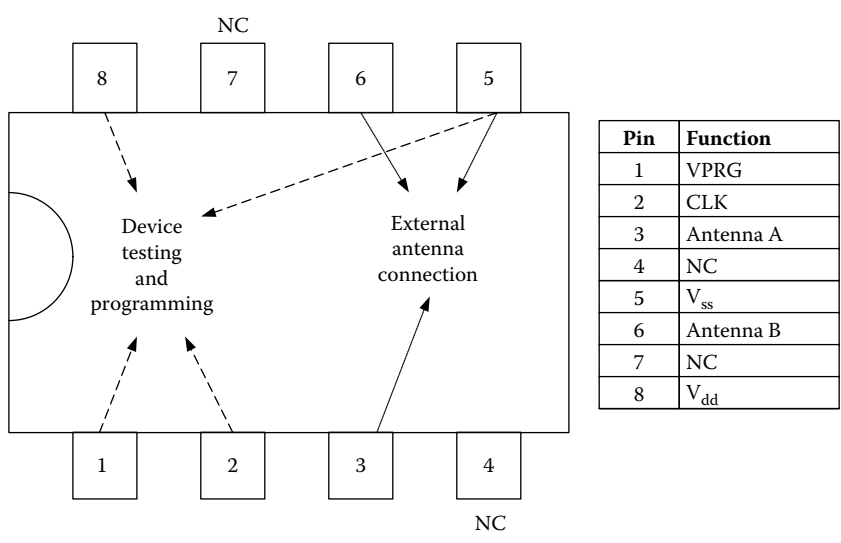 NC
8
7
6
5
Device
testing
and
programming
External
antenna
connection
1
2
3
4
NC
Pin Function
1 VPRG
2 CLK
3 Antenna A
4 NC
5 Vss
6 Antenna B
7 NC
8 Vdd